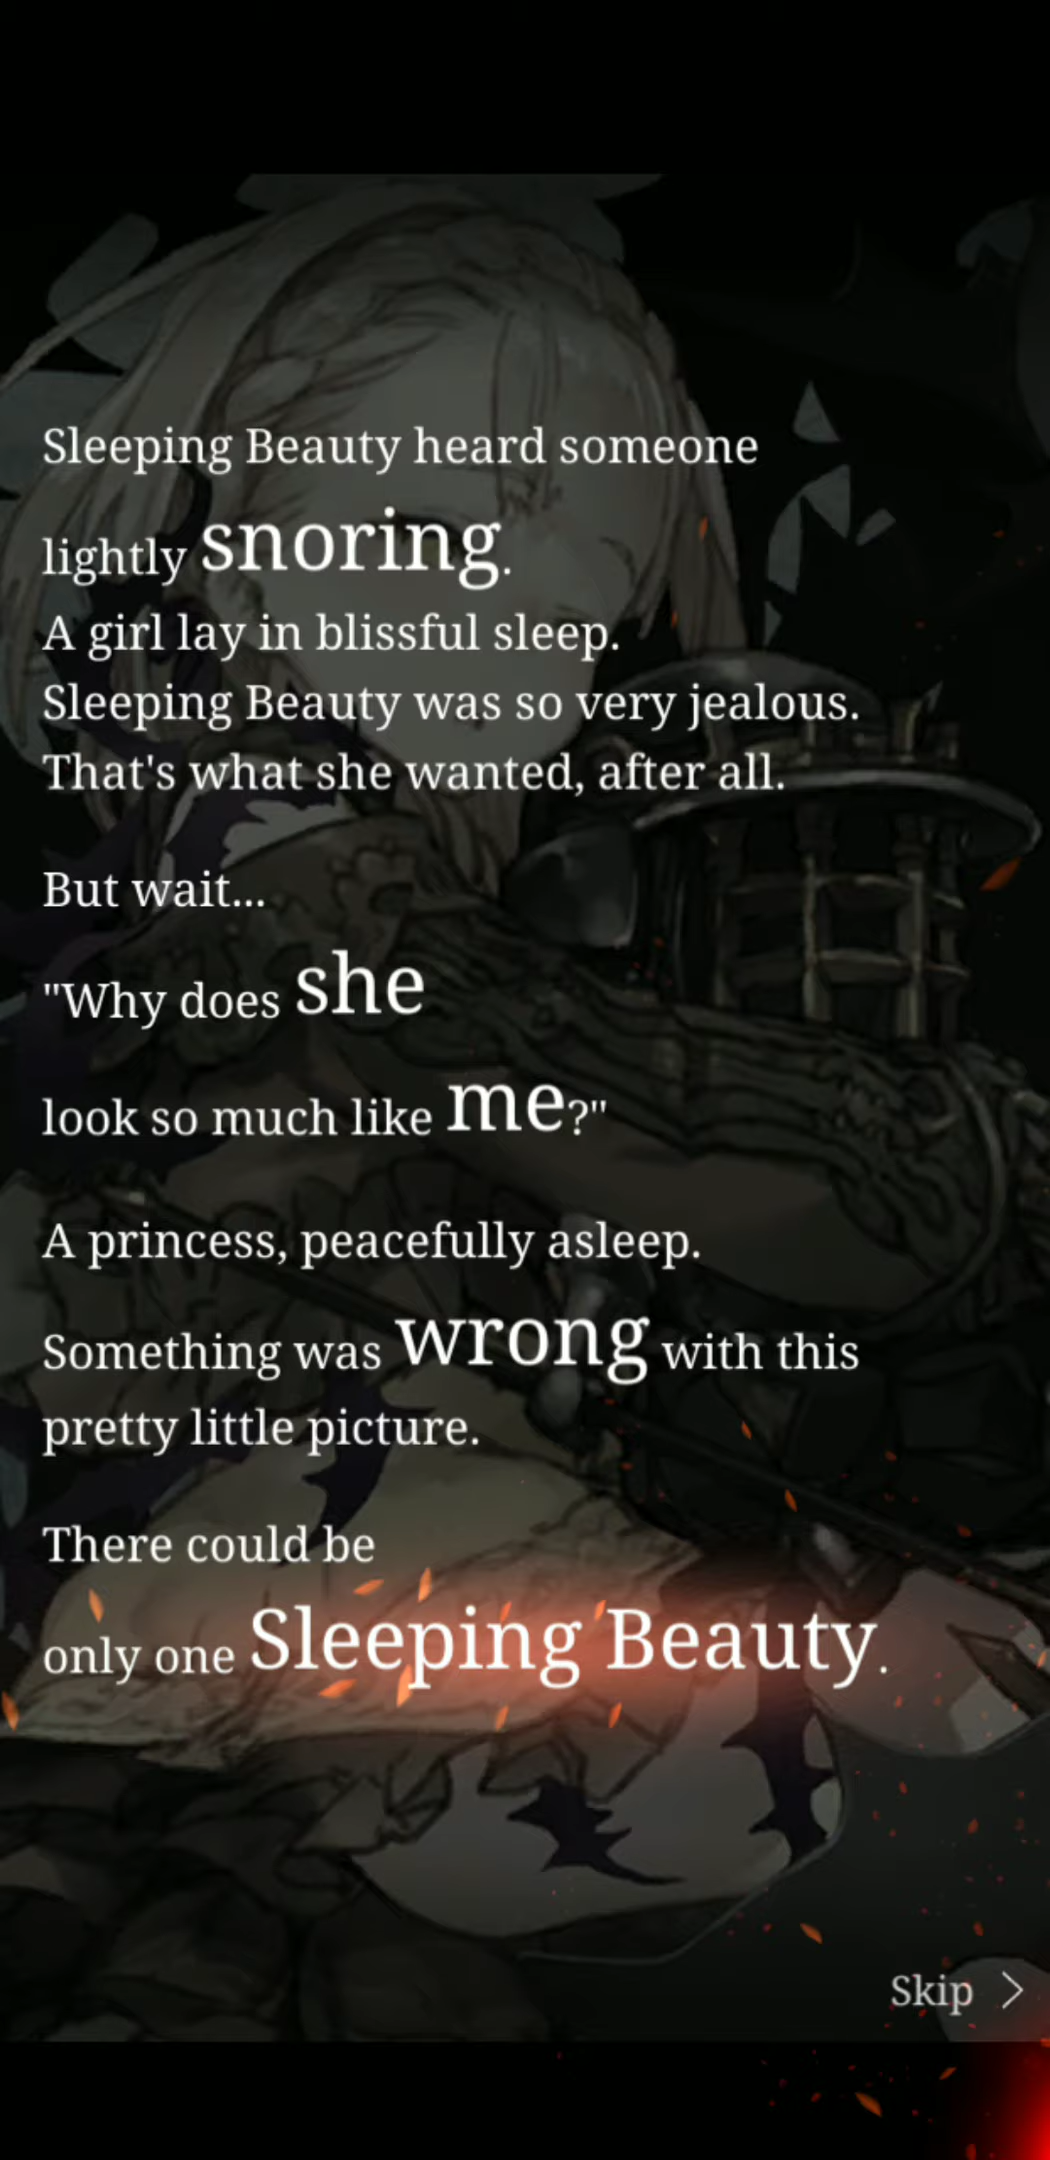 Sleeping Beauty heard someone
lightly snoring.
A girl lay in blissful sleep.
Sleeping Beauty was so very jealous.
That's what she wanted, after all.
But wait...
"Why does she
look so much like me?"
A princess, peacefully asleep.
Something was wrong with this
pretty little picture.
There could be
only one Sleeping Beauty.
Skip >